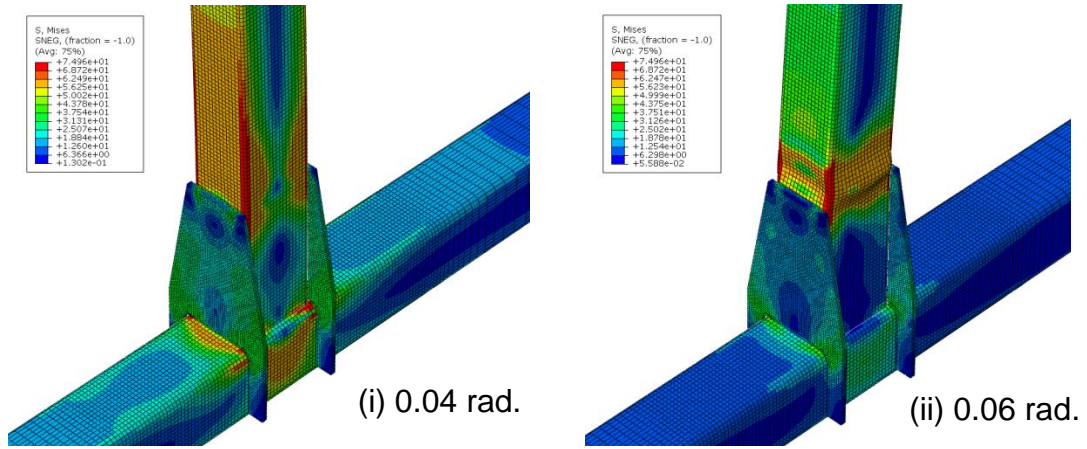 S, Mises
SNEG, (fraction = -1.0)
(Avg: 75%)
+7.496e+01
+6.872e+01
+6.249e+01
+5.625e+01
+5.002e+01
+4.378e+01
+3.754e+01
+3.131e+01
+2.507e+01
+1.884e+01
+1.260e+01
+6.366e+00
+1.302e-01
(i) 0.04 rad.
S, Mises
SNEG, (fraction = -1.0)
(Avg: 75%)
+7.496e+01
+6.872e+01
+6.247e+01
+5.623e+01
+4.999e+01
+4.375e+01
+3.751e+01
+3.126e+01
+2.502e+01
+1.878e+01
+1.254e+01
+6.298e+00
+5.588e-02
(ii) 0.06 rad.